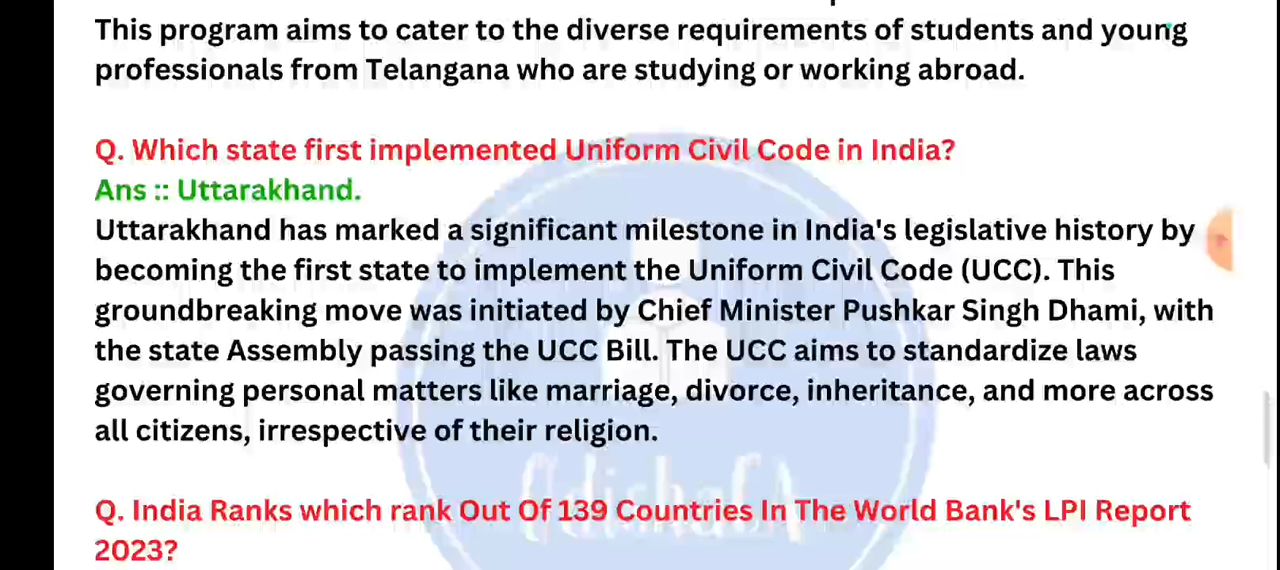 This program aims to cater to the diverse requirements of students and young
professionals from Telangana who are studying or working abroad.
Q. Which state first implemented Uniform Civil Code in India?
Ans :: Uttarakhand.
Uttarakhand has marked a significant milestone in India's legislative history by
becoming the first state to implement the Uniform Civil Code (UCC). This
groundbreaking move was initiated by Chief Minister Pushkar Singh Dhami, with
the state Assembly passing the UCC Bill. The UCC aims to standardize laws
governing personal matters like marriage, divorce, inheritance, and more across
all citizens, irrespective of their religion.
Q. India Ranks which rank Out Of 139 Countries In The World Bank's LPI Report
2023?